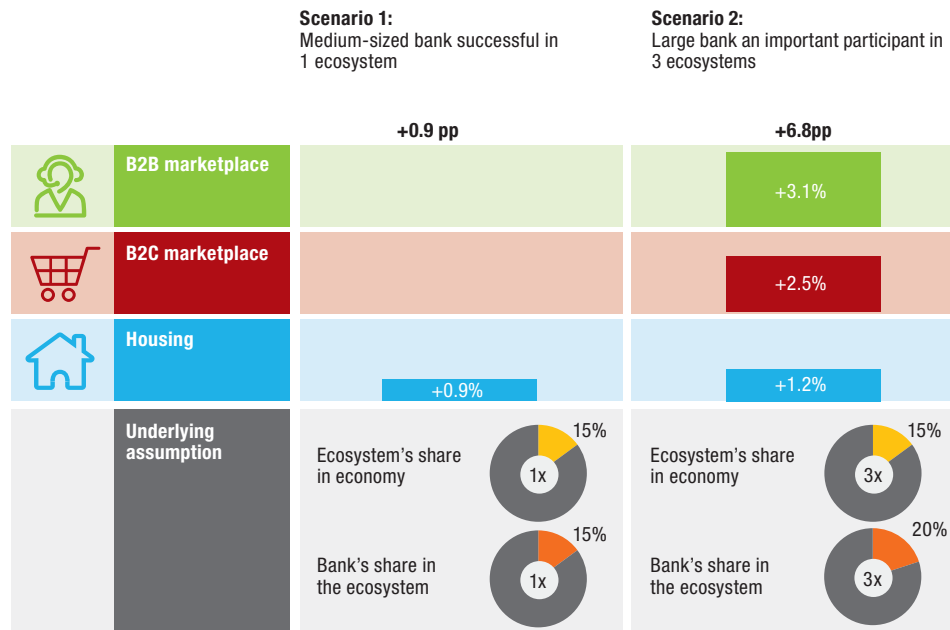 Scenario 1:
Medium-sized bank successful in
1 ecosystem
Scenario 2:
Large bank an important participant in
3 ecosystems
+0.9 pp
+6.8pp
B2B marketplace
+3.1%
B2C marketplace
+2.5%
Housing
+0.9%
+1.2%
Underlying
assumption
Ecosystem's share
in economy
15%
1x
Bank's share in
the ecosystem
15%
1x
Ecosystem's share
in economy
15%
3x
Bank's share in
the ecosystem
20%
3x